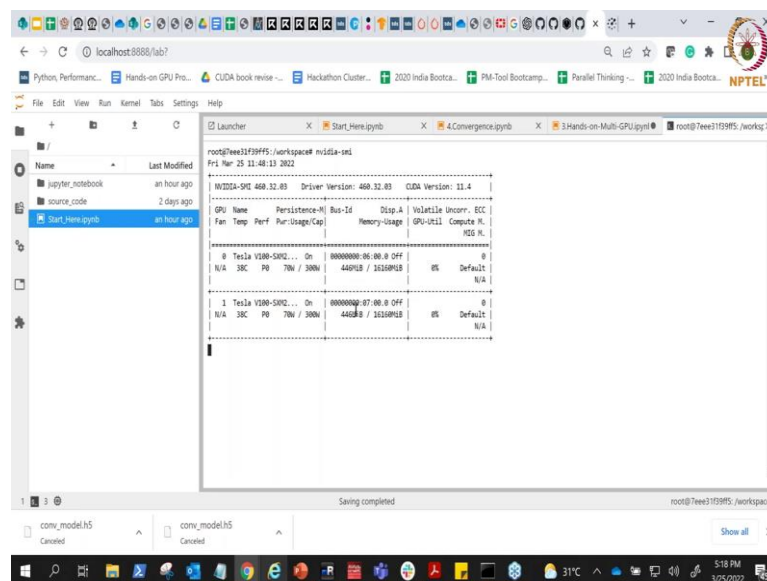 localhost:8888/lab?
Python, Performanc...
Hands-on GPU Pro...
CUDA book revise -...
Hackathon Cluster...
2020 India Bootca...
PM-Tool Bootcamp...
Parallel Thinking -...
2020 India Bootca...
NPTEL
File Edit View Run Kernel Tabs Settings Help
Launcher
Start_Here.ipynb
4.Convergence.ipynb
3.Hands-on-Multi-GPU.ipynl
root@7eee31f39ff5: /worksp
/
Name Last Modified
jupyter_notebook an hour ago
source_code 2 days ago
Start_Here.ipynb an hour ago
root@7eee31f39ff5:/workspace# nvidia-smi
Fri Mar 25 11:48:13 2022
NVIDIA-SMI 460.32.03 Driver Version: 460.32.03 CUDA Version: 11.4
GPU Name Persistence-M| Bus-Id Disp.A | Volatile Uncorr. ECC
Fan Temp Perf Pwr:Usage/Cap| Memory-Usage | GPU-Util Compute M.
MIG M.
0 Tesla V100-SXM2... On | 00000000:06:00.0 Off | 0
N/A 38C P0 70W / 300W | 446MiB / 16160MiB | 0% Default
N/A
1 Tesla V100-SXM2... On | 00000000:07:00.0 Off | 0
N/A 38C P0 70W / 300W | 446MiB / 16160MiB | 0% Default
N/A
1 3 Saving completed root@7eee31f39ff5: /workspac
conv_model.h5
Canceled
conv_model.h5
Canceled
Show all
31°C
5:18 PM
3/25/2022